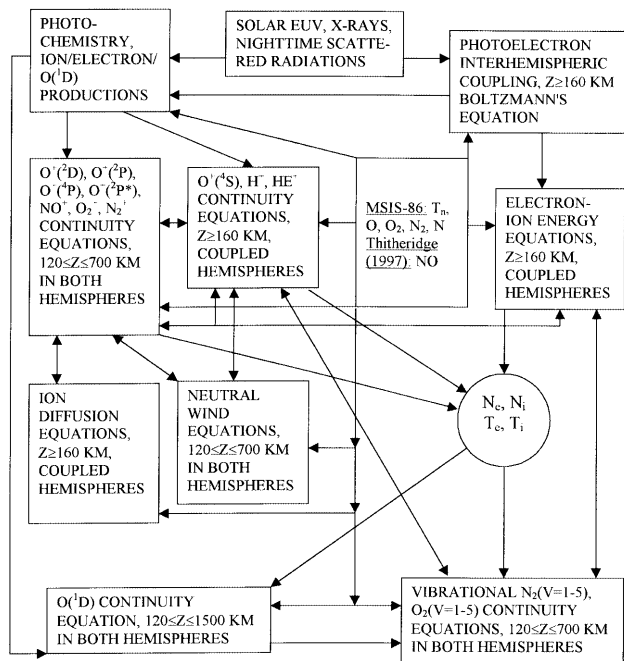 PHOTO-
CHEMISTRY,
ION/ELECTRON/
O(¹D)
PRODUCTIONS
SOLAR EUV, X-RAYS,
NIGHTTIME SCATTE-
RED RADIATIONS
PHOTOELECTRON
INTERHEMISPHERIC
COUPLING, Z≥160 KM
BOLTZMANN'S
EQUATION
O⁺(²D), O⁺(²P),
O⁺(⁴P), O⁺(²P*),
NO⁺, O₂⁺, N₂⁺
CONTINUITY
EQUATIONS,
120≤Z≤700 KM
IN BOTH
HEMISPHERES
O⁺(⁴S), H⁺, HE⁺
CONTINUITY
EQUATIONS,
Z≥160 KM,
COUPLED
HEMISPHERES
MSIS-86: Tₙ,
O, O₂, N₂, N
Thitheridge
(1997): NO
ELECTRON-
ION ENERGY
EQUATIONS,
Z≥160 KM,
COUPLED
HEMISPHERES
ION
DIFFUSION
EQUATIONS,
Z≥160 KM,
COUPLED
HEMISPHERES
NEUTRAL
WIND
EQUATIONS,
120≤Z≤700 KM
IN BOTH
HEMISPHERES
Nₑ, Nᵢ
Tₑ, Tᵢ
O(¹D) CONTINUITY
EQUATION, 120≤Z≤1500 KM
IN BOTH HEMISPHERES
VIBRATIONAL N₂(V=1-5),
O₂(V=1-5) CONTINUITY
EQUATIONS, 120≤Z≤700 KM
IN BOTH HEMISPHERES